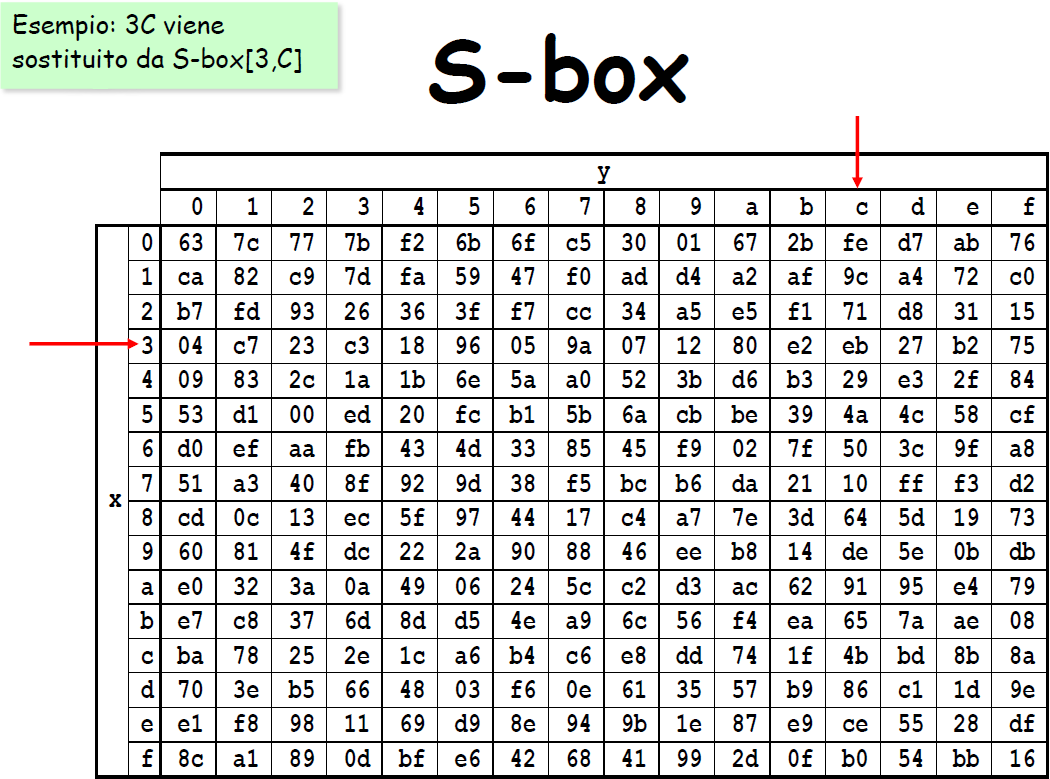 Esempio: 3C viene
sostituito da S-box[3,C]
S-box
y
0 1 2 3 4 5 6 7 8 9 a b c d e f
0 63 7c 77 7b f2 6b 6f c5 30 01 67 2b fe d7 ab 76
1 ca 82 c9 7d fa 59 47 f0 ad d4 a2 af 9c a4 72 c0
2 b7 fd 93 26 36 3f f7 cc 34 a5 e5 f1 71 d8 31 15
3 04 c7 23 c3 18 96 05 9a 07 12 80 e2 eb 27 b2 75
4 09 83 2c 1a 1b 6e 5a a0 52 3b d6 b3 29 e3 2f 84
5 53 d1 00 ed 20 fc b1 5b 6a cb be 39 4a 4c 58 cf
6 d0 ef aa fb 43 4d 33 85 45 f9 02 7f 50 3c 9f a8
x 7 51 a3 40 8f 92 9d 38 f5 bc b6 da 21 10 ff f3 d2
8 cd 0c 13 ec 5f 97 44 17 c4 a7 7e 3d 64 5d 19 73
9 60 81 4f dc 22 2a 90 88 46 ee b8 14 de 5e 0b db
a e0 32 3a 0a 49 06 24 5c c2 d3 ac 62 91 95 e4 79
b e7 c8 37 6d 8d d5 4e a9 6c 56 f4 ea 65 7a ae 08
c ba 78 25 2e 1c a6 b4 c6 e8 dd 74 1f 4b bd 8b 8a
d 70 3e b5 66 48 03 f6 0e 61 35 57 b9 86 c1 1d 9e
e e1 f8 98 11 69 d9 8e 94 9b 1e 87 e9 ce 55 28 df
f 8c a1 89 0d bf e6 42 68 41 99 2d 0f b0 54 bb 16